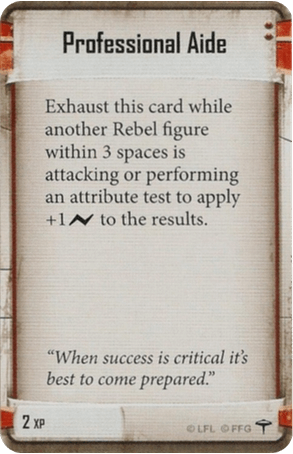 Professional Aide
Exhaust this card while
another Rebel figure
within 3 spaces is
attacking or performing
an attribute test to apply
+1 to the results.
“When success is critical it’s
best to come prepared.”
2 XP
© LFL © FFG